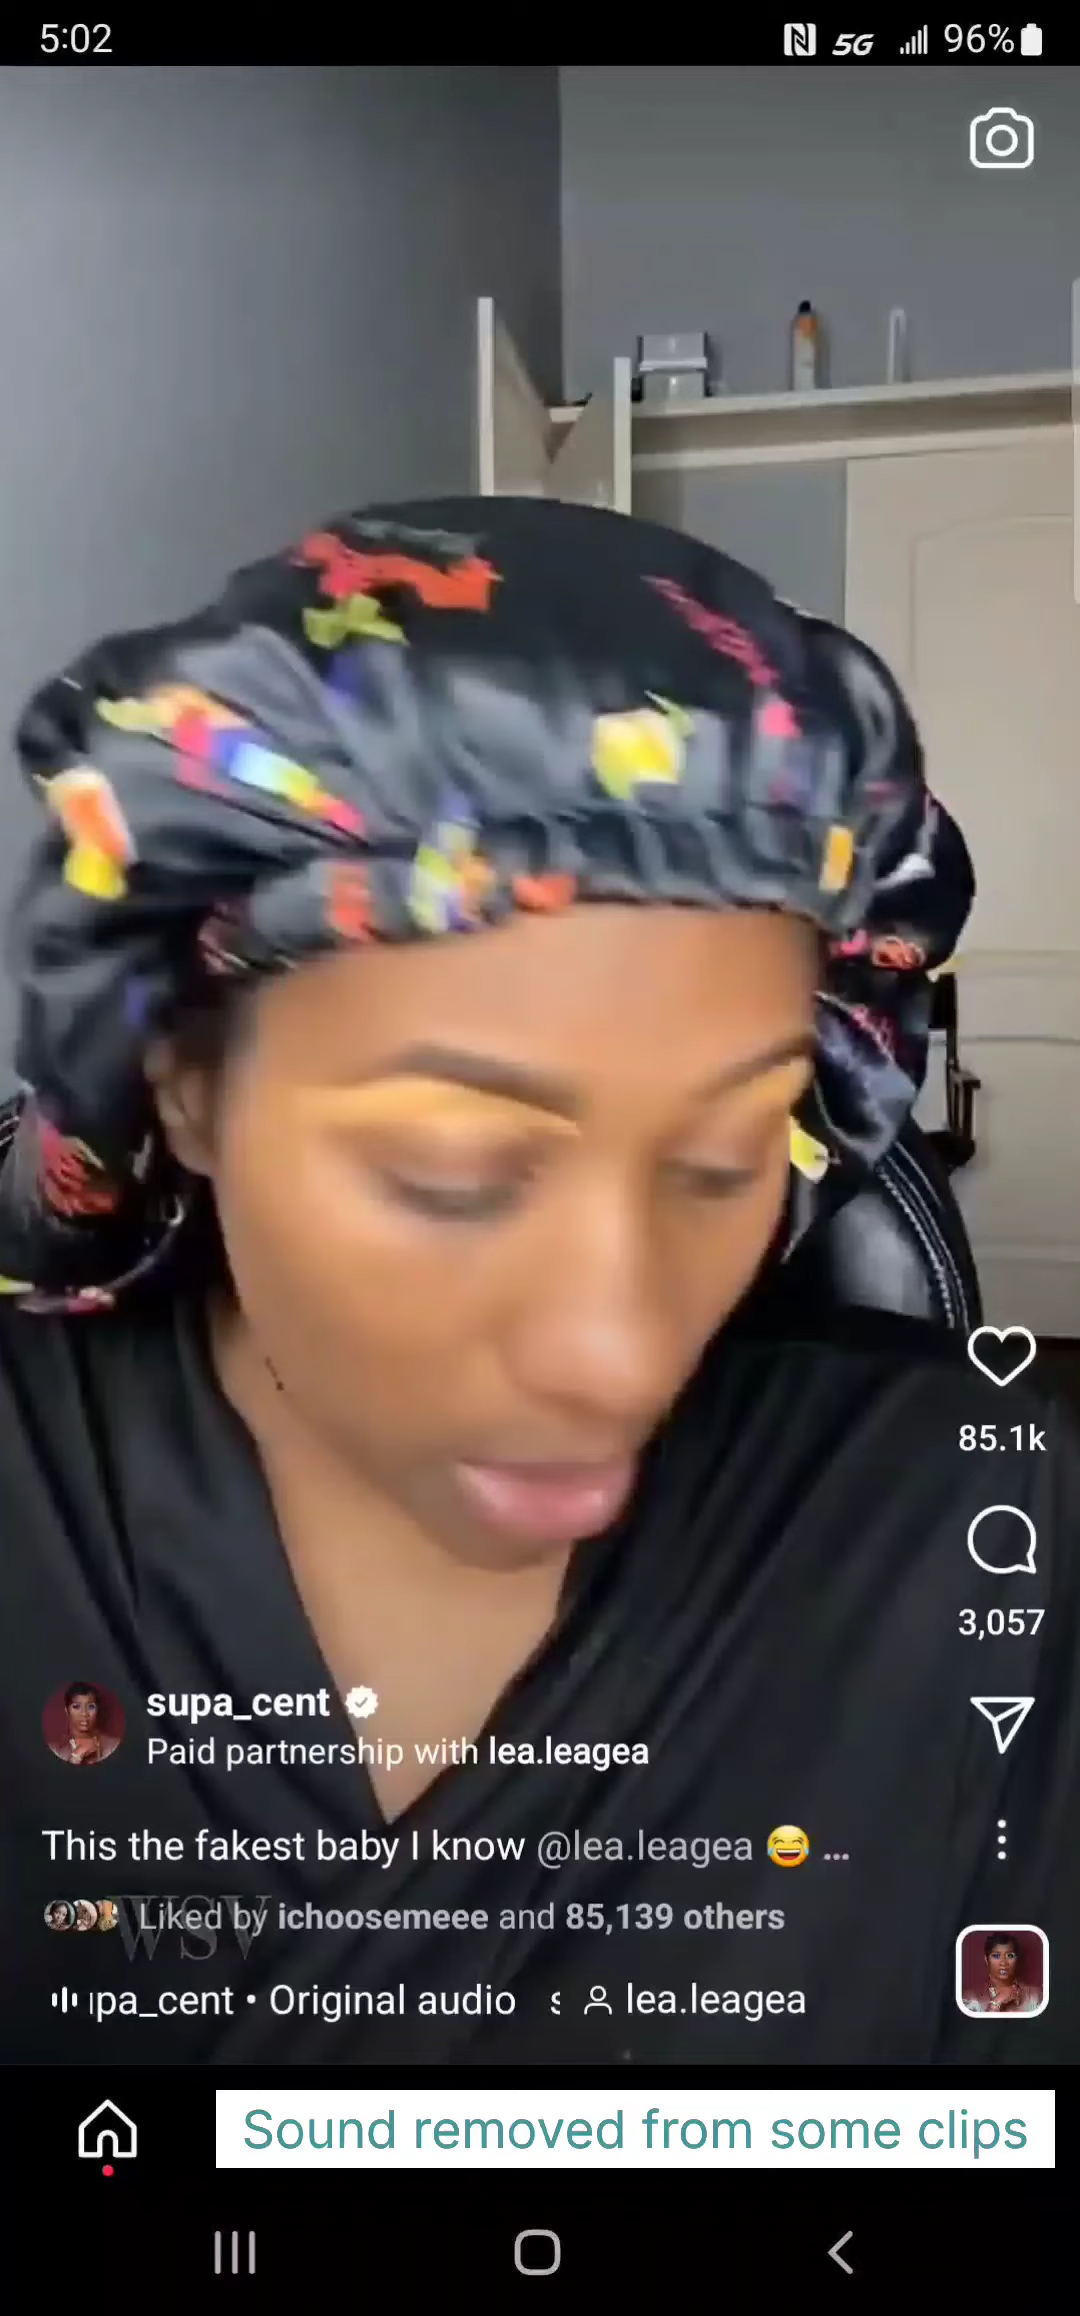 5:02
5G 96%
85.1k
3,057
supa_cent
Paid partnership with lea.leagea
This the fakest baby I know @lea.leagea 😂 ...
WSV
Liked by ichoosemeee and 85,139 others
ıpa_cent • Original audio s lea.leagea
Sound removed from some clips